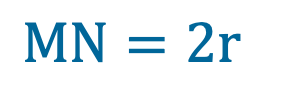 MN = 2r